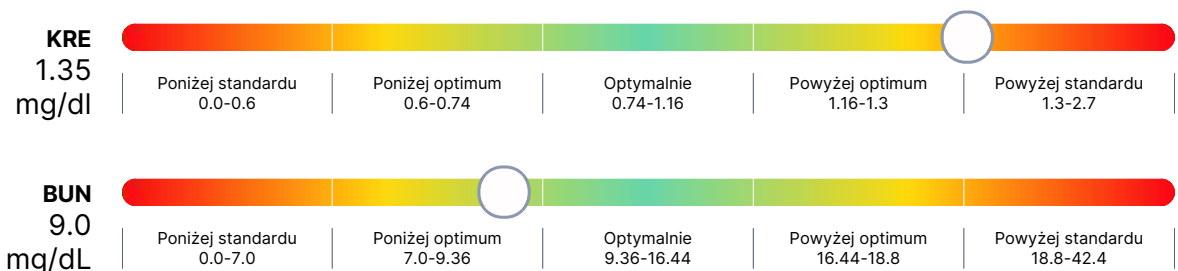 KRE
1.35
mg/dl
Poniżej standardu
0.0-0.6
Poniżej optimum
0.6-0.74
Optymalnie
0.74-1.16
Powyżej optimum
1.16-1.3
Powyżej standardu
1.3-2.7
BUN
9.0
mg/dL
Poniżej standardu
0.0-7.0
Poniżej optimum
7.0-9.36
Optymalnie
9.36-16.44
Powyżej optimum
16.44-18.8
Powyżej standardu
18.8-42.4